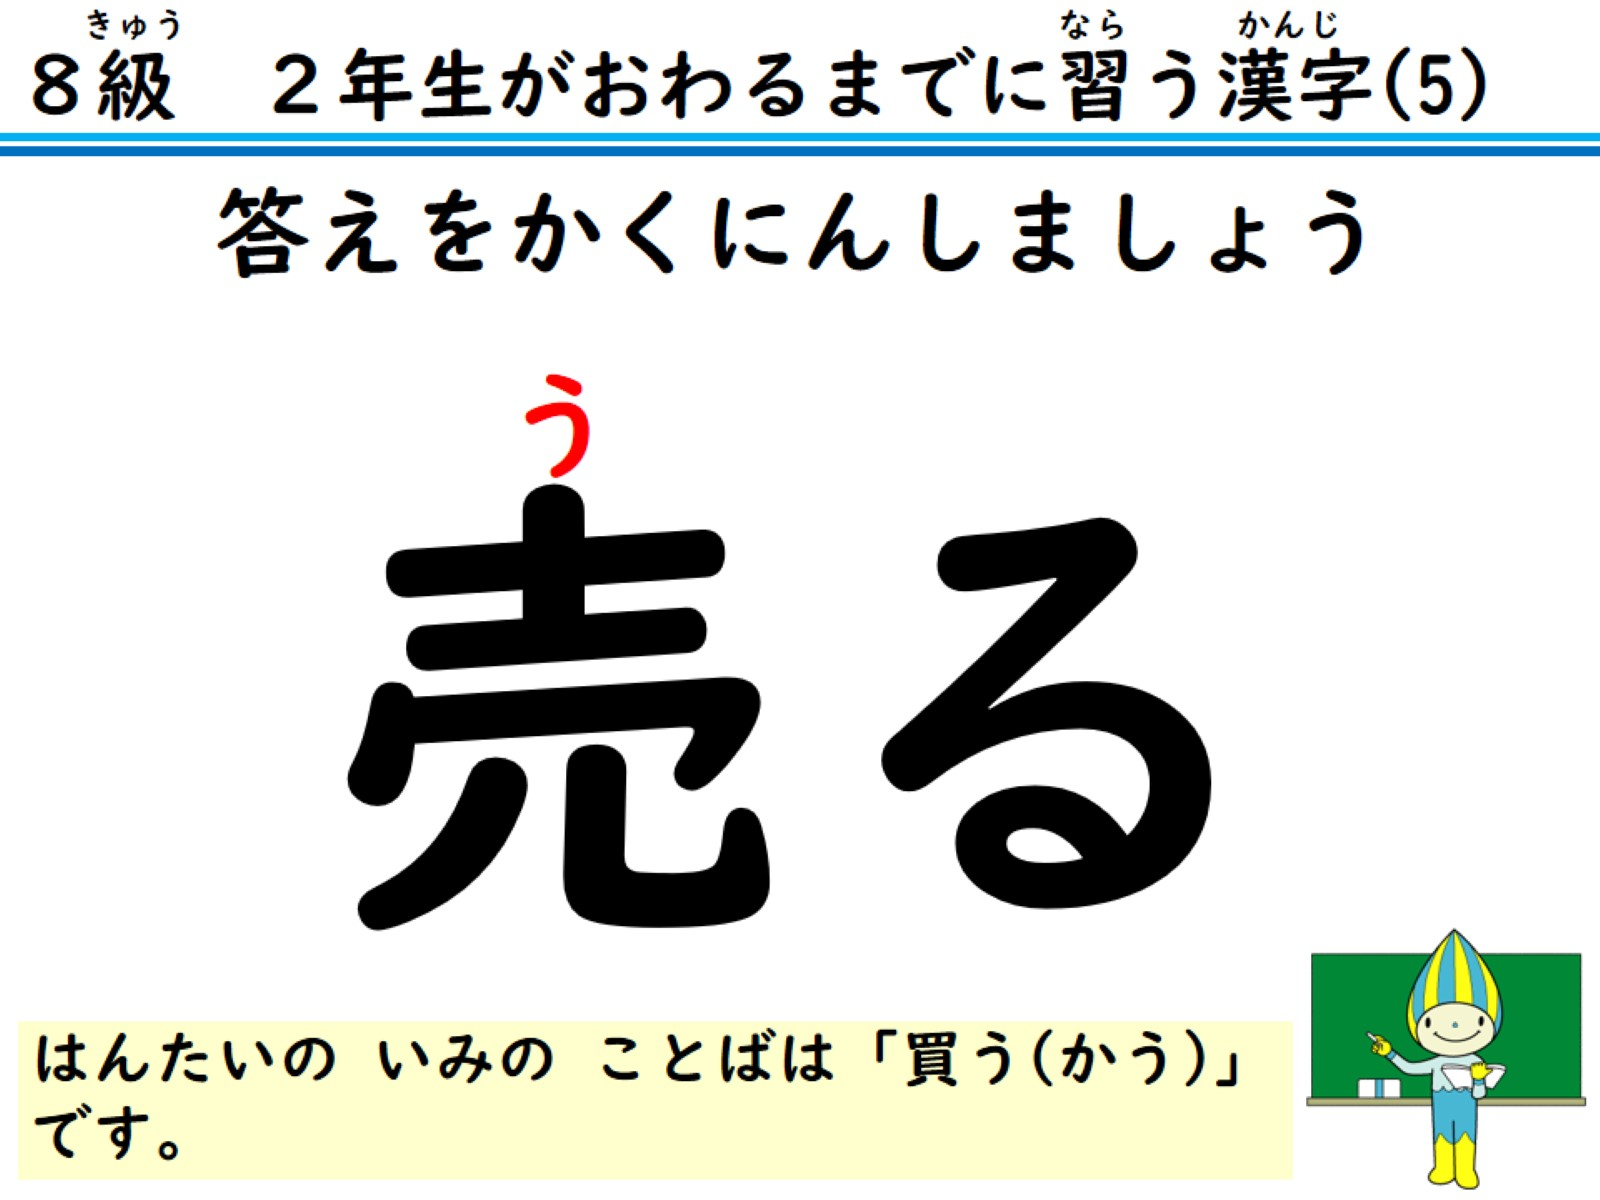 きゅう なら かんじ
8級 2年生がおわるまでに習う漢字(5)
答えをかくにんしましょう
う
売る
はんたいの いみの ことばは「買う(かう)」
です。